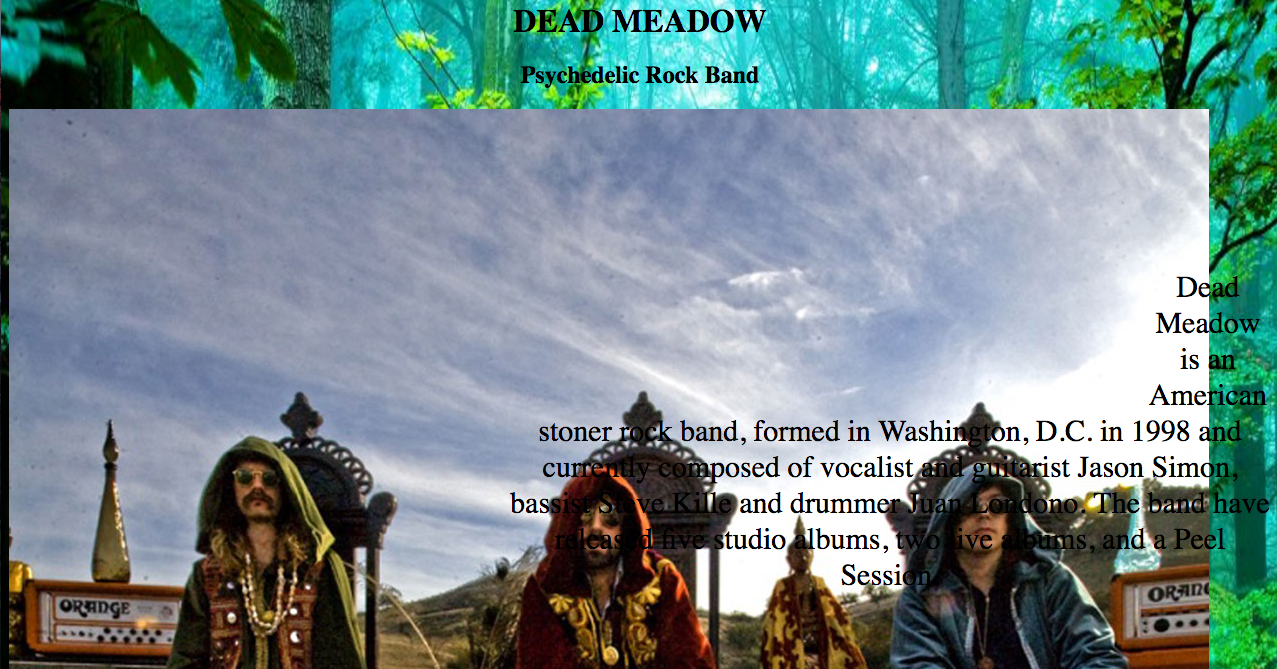 DEAD MEADOW
Psychedelic Rock Band
Dead
Meadow
is an
American
stoner rock band, formed in Washington, D.C. in 1998 and
currently composed of vocalist and guitarist Jason Simon,
bassist Steve Kille and drummer Juan Londono. The band have
released five studio albums, two live albums, and a Peel
Session.
ORANGE
ORANG